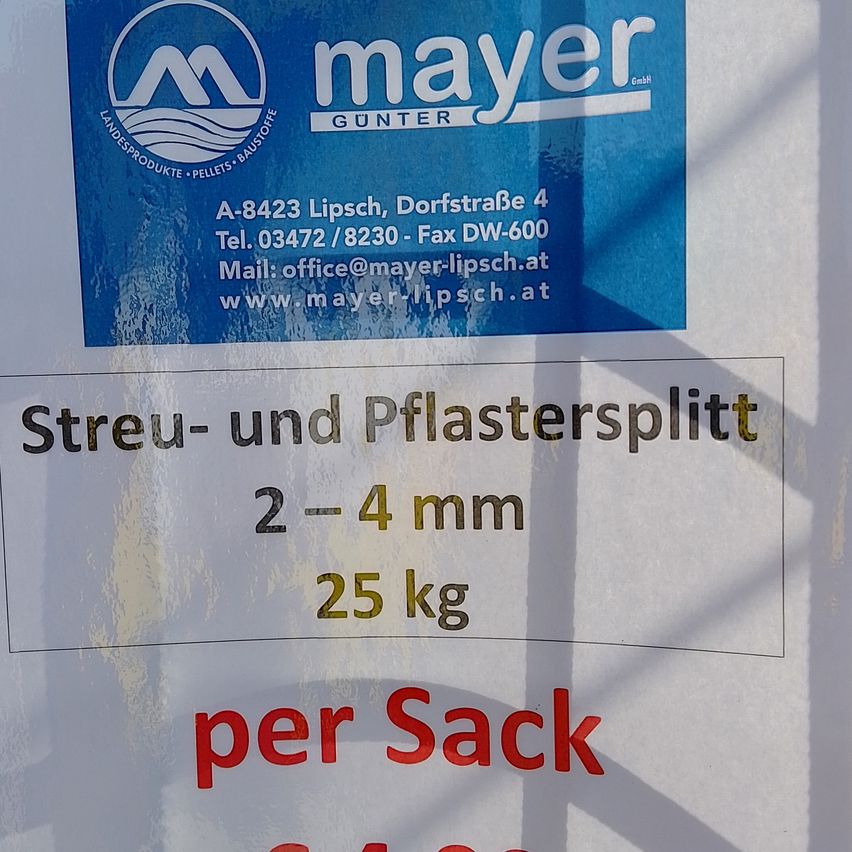 mayer GmbH
GÜNTER
LANDESPRODUKTE • PELLETS • BAUSTOFFE
A-8423 Lipsch, Dorfstraße 4
Tel. 03472 / 8230 - Fax DW-600
Mail: office@mayer-lipsch.at
www.mayer-lipsch.at
Streu- und Pflastersplitt
2 – 4 mm
25 kg
per Sack